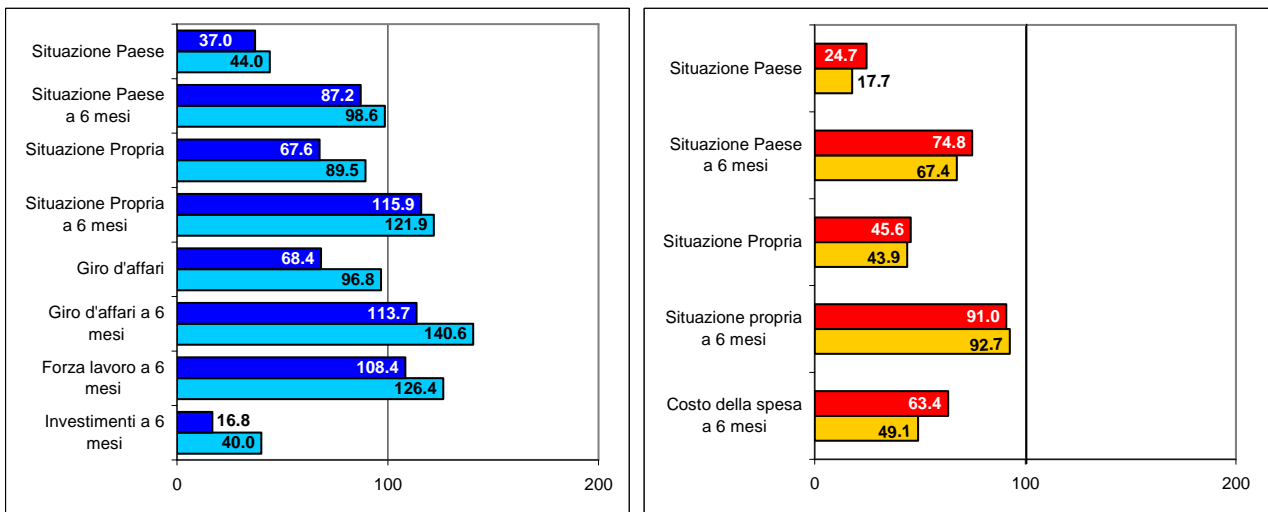 Situazione Paese
37.0
44.0
Situazione Paese
a 6 mesi
87.2
98.6
Situazione Propria
67.6
89.5
Situazione Propria
a 6 mesi
115.9
121.9
Giro d'affari
68.4
96.8
Giro d'affari a 6
mesi
113.7
140.6
Forza lavoro a 6
mesi
108.4
126.4
Investimenti a 6
mesi
16.8
40.0
0 100 200
Situazione Paese
24.7
17.7
Situazione Paese
a 6 mesi
74.8
67.4
Situazione Propria
45.6
43.9
Situazione propria
a 6 mesi
91.0
92.7
Costo della spesa
a 6 mesi
63.4
49.1
0 100 200